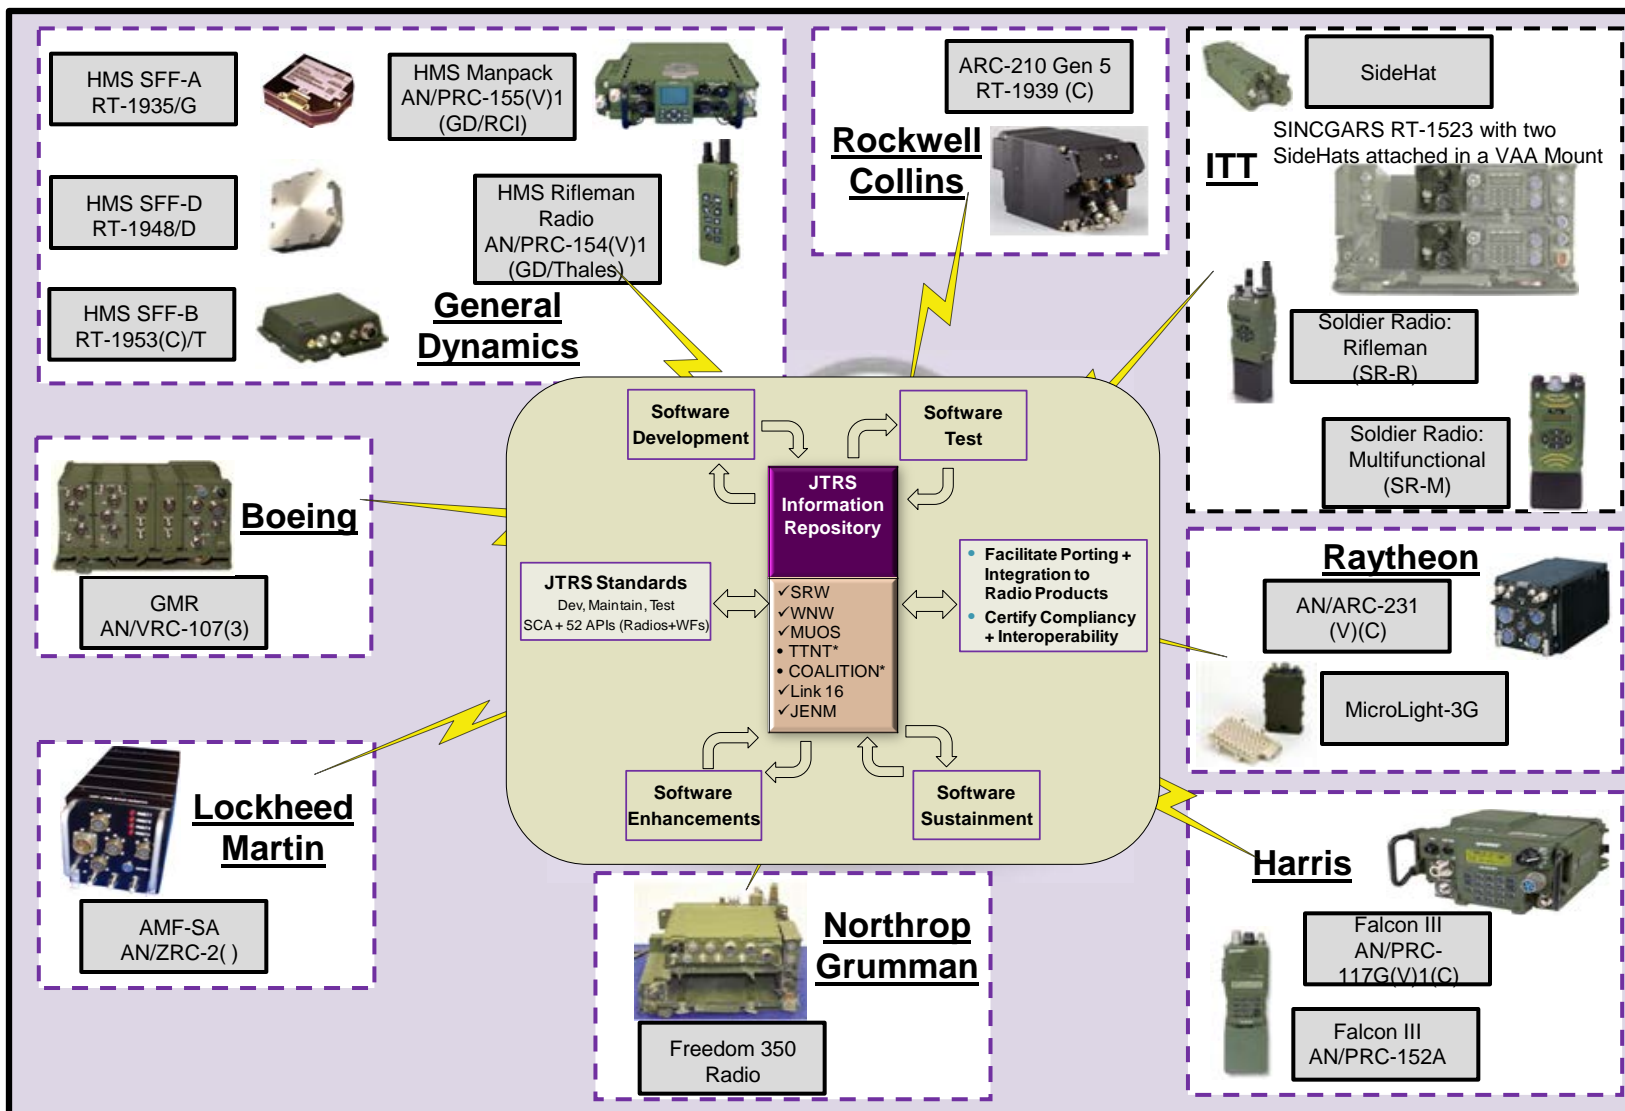 HMS SFF-A
RT-1935/G
HMS Manpack
AN/PRC-155(V)1
(GD/RCI)
HMS SFF-D
RT-1948/D
HMS Rifleman
Radio
AN/PRC-154(V)1
(GD/Thales)
HMS SFF-B
RT-1953(C)/T
General
Dynamics
ARC-210 Gen 5
RT-1939 (C)
Rockwell
Collins
SideHat
SINCGARS RT-1523 with two
SideHats attached in a VAA Mount
ITT
Soldier Radio:
Rifleman
(SR-R)
Soldier Radio:
Multifunctional
(SR-M)
Boeing
GMR
AN/VRC-107(3)
Software
Development
Software
Test
JTRS
Information
Repository
JTRS Standards
Dev, Maintain, Test
SCA + 52 APIs (Radios+WFs)
✓SRW
✓WNW
✓MUOS
• TTNT*
• COALITION*
✓Link 16
✓JENM
• Facilitate Porting +
Integration to
Radio Products
• Certify Compliancy
+ Interoperability
Software
Enhancements
Software
Sustainment
Raytheon
AN/ARC-231
(V)(C)
MicroLight-3G
Lockheed
Martin
AMF-SA
AN/ZRC-2( )
Northrop
Grumman
Freedom 350
Radio
Harris
Falcon III
AN/PRC-
117G(V)1(C)
Falcon III
AN/PRC-152A